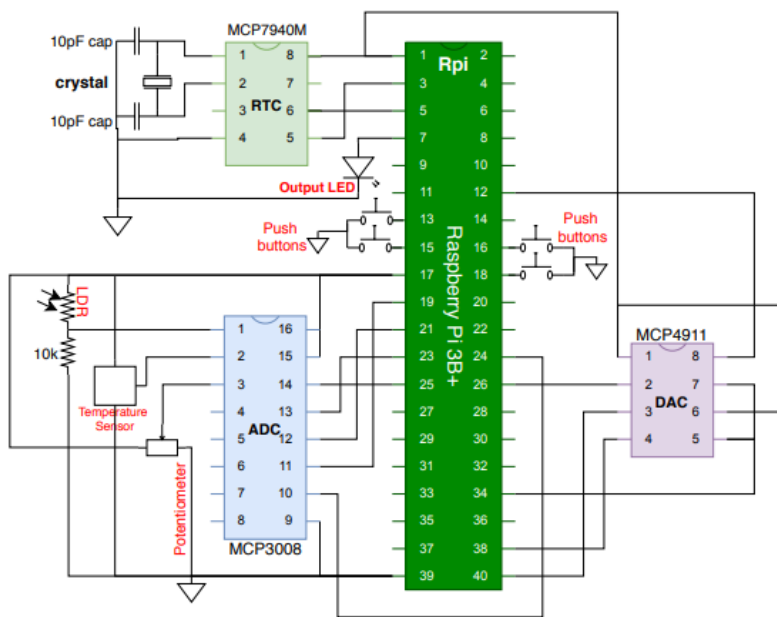 MCP7940M
10pF cap
crystal
10pF cap
1 8
2 7
3 6
4 5
RTC
Rpi
Raspberry Pi 3B+
1 2
3 4
5 6
7 8
9 10
11 12
13 14
15 16
17 18
19 20
21 22
23 24
25 26
27 28
29 30
31 32
33 34
35 36
37 38
39 40
Output LED
Push
buttons
Push
buttons
LDR
10k
Temperature
Sensor
Potentiometer
1 16
2 15
3 14
4 13
5 12
6 11
7 10
8 9
ADC
MCP3008
MCP4911
1 8
2 7
3 6
4 5
DAC